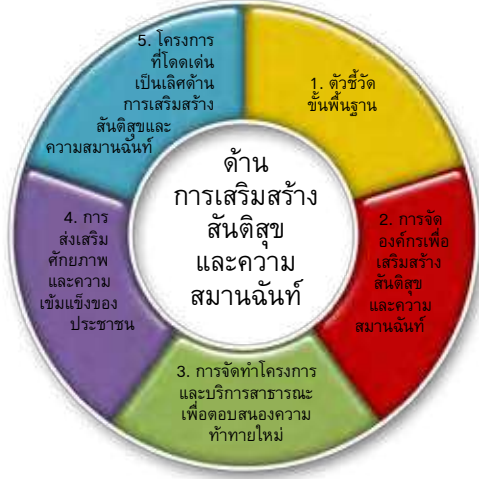 5. โครงการ
ที่โดดเด่น
เป็นเลิศด้าน
การเสริมสร้าง
สันติสุขและ
ความสมานฉันท์
1. ตัวชี้วัด
ขั้นพื้นฐาน
ด้าน
การเสริมสร้าง
สันติสุข
และความ
สมานฉันท์
2. การจัด
องค์กรเพื่อ
เสริมสร้าง
สันติสุข
และความ
สมานฉันท์
4. การ
ส่งเสริม
ศักยภาพ
และความ
เข้มแข็งของ
ประชาชน
3. การจัดทำโครงการ
และบริการสาธารณะ
เพื่อตอบสนองความ
ท้าทายใหม่